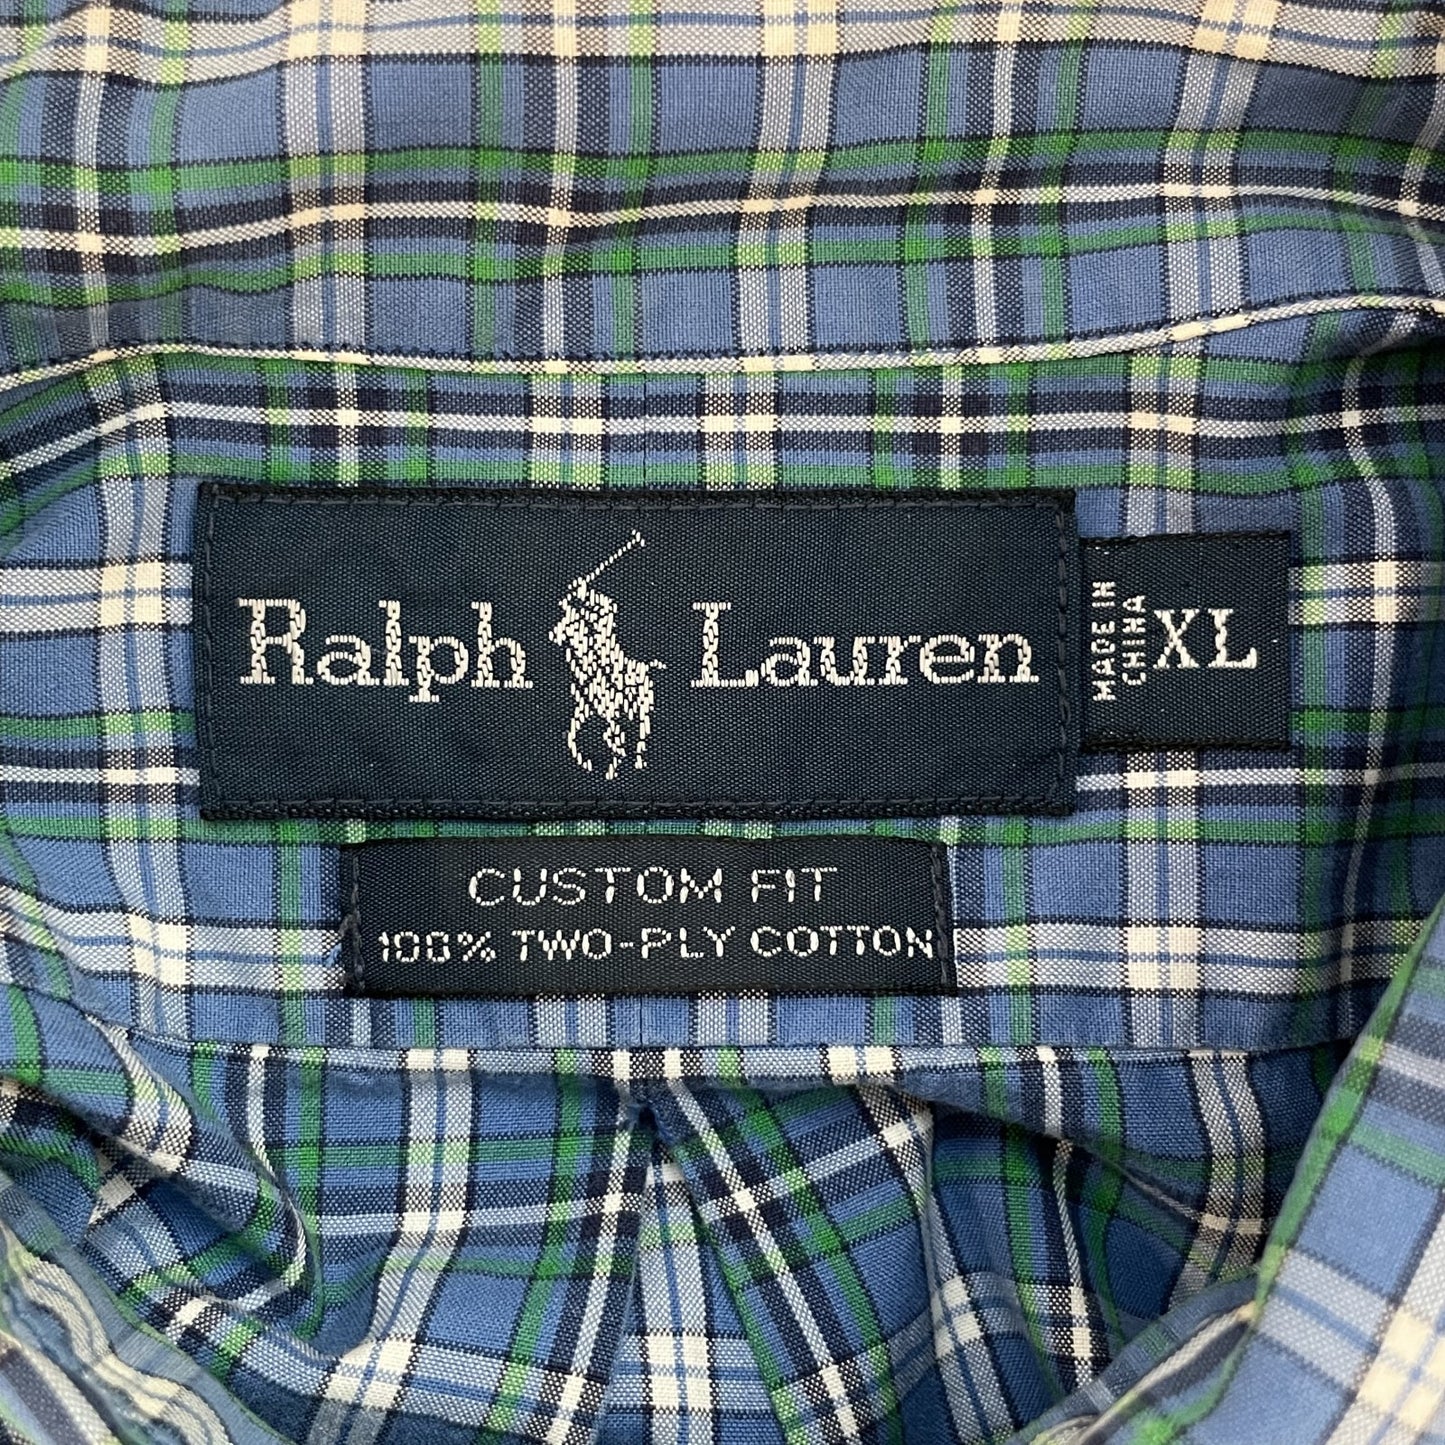 Ralph Lauren
MADE IN
CHINA
XL
CUSTOM FIT
100% TWO-PLY COTTON